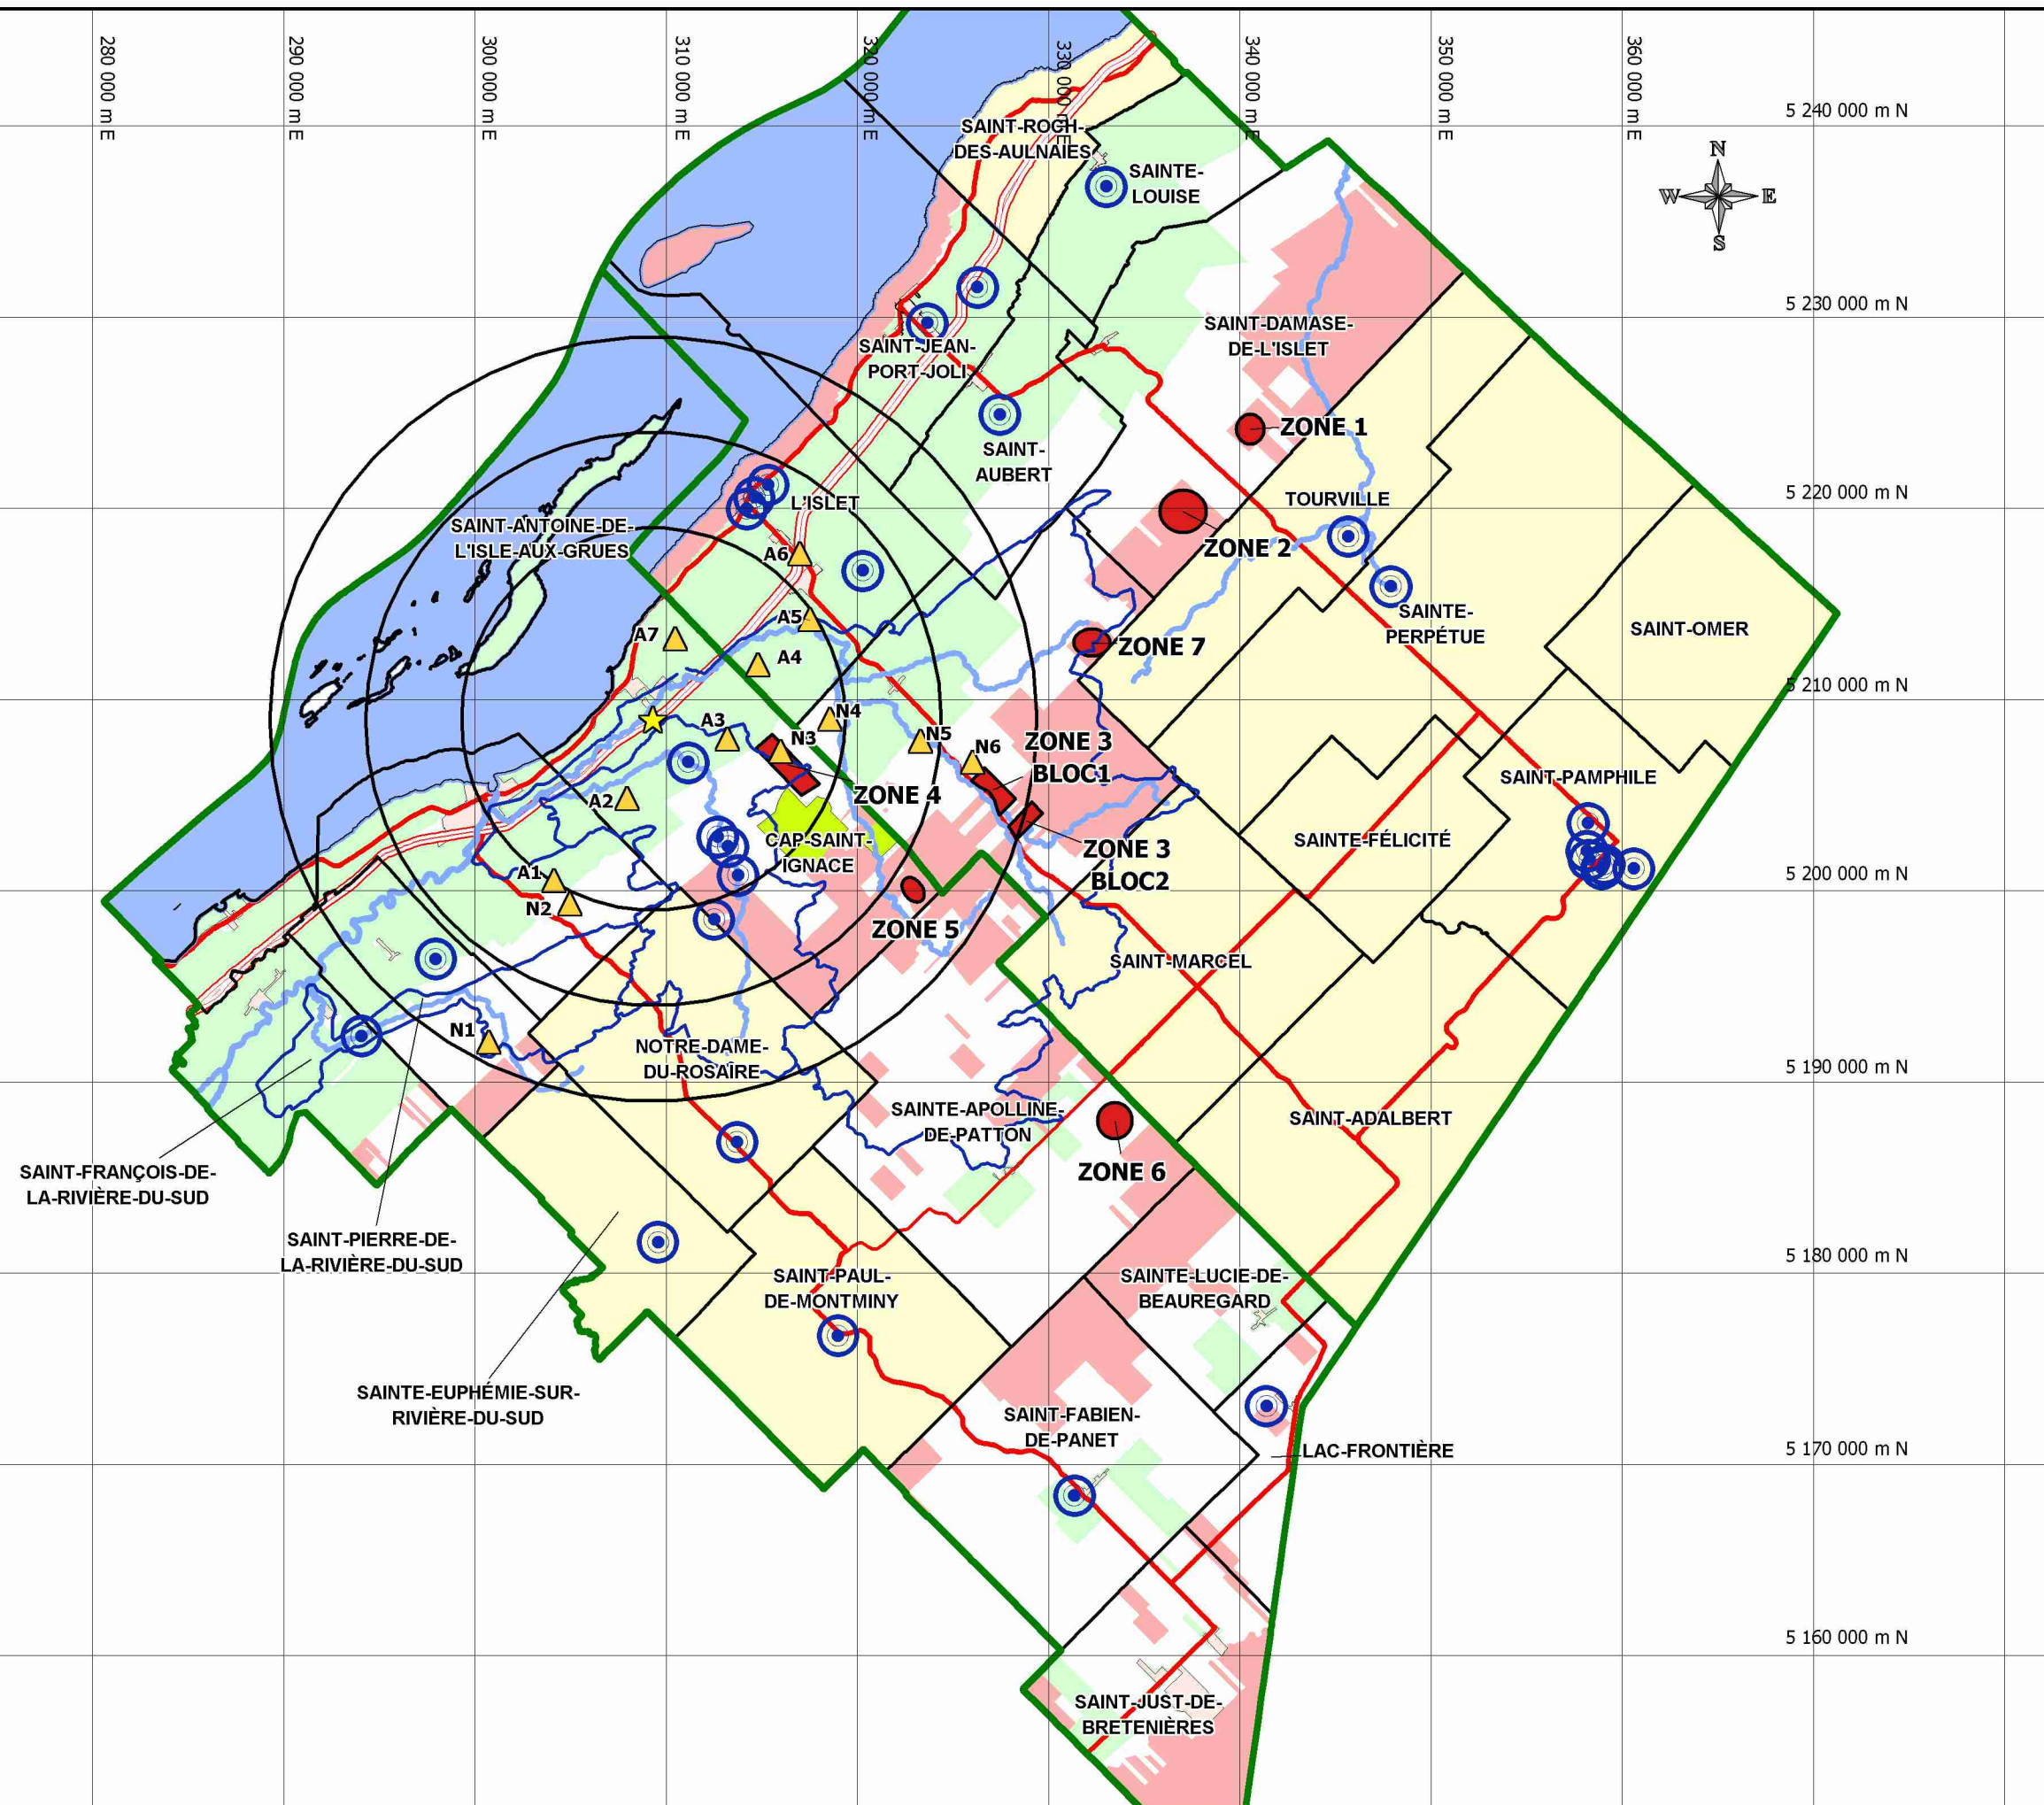 280 000 m E
290 000 m E
300 000 m E
310 000 m E
320 000 m E
330 000 m E
340 000 m E
350 000 m E
360 000 m E
5 240 000 m N
N
W
E
S
SAINT-ROCH-
DES-AULNAIES
SAINTE-
LOUISE
5 230 000 m N
SAINT-DAMASE-
DE-L'ISLET
SAINT-JEAN-
PORT-JOLI
ZONE 1
SAINT-
AUBERT
5 220 000 m N
TOURVILLE
L'ISLET
SAINT-ANTOINE-DE-
L'ISLE-AUX-GRUES
A6
ZONE 2
SAINTE-
PERPÉTUE
SAINT-OMER
A5
A7
ZONE 7
A4
5 210 000 m N
N4
A3
N3
N5
N6
ZONE 3
BLOC1
SAINT-PAMPHILE
A2
ZONE 4
CAP-SAINT-
IGNACE
SAINTE-FÉLICITÉ
ZONE 3
BLOC2
5 200 000 m N
A1
N2
ZONE 5
SAINT-MARCEL
N1
NOTRE-DAME-
DU-ROSAIRE
5 190 000 m N
SAINTE-APOLLINE-
DE-PATTON
SAINT-ADALBERT
ZONE 6
SAINT-FRANÇOIS-DE-
LA-RIVIÈRE-DU-SUD
SAINT-PIERRE-DE-
LA-RIVIÈRE-DU-SUD
5 180 000 m N
SAINT-PAUL-
DE-MONTMINY
SAINTE-LUCIE-DE-
BEAUREGARD
SAINTE-EUPHÉMIE-SUR-
RIVIÈRE-DU-SUD
SAINT-FABIEN-
DE-PANET
LAC-FRONTIÈRE
5 170 000 m N
5 160 000 m N
SAINT-JUST-DE-
BRETENIÈRES